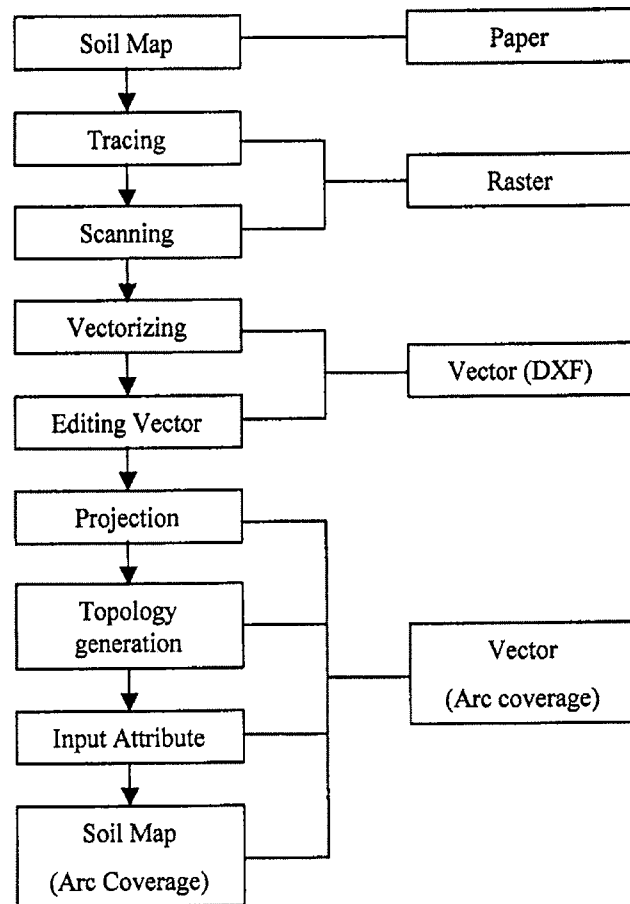 Soil Map
Paper
Tracing
Raster
Scanning
Vectorizing
Vector (DXF)
Editing Vector
Projection
Topology
generation
Vector
(Arc coverage)
Input Attribute
Soil Map
(Arc Coverage)